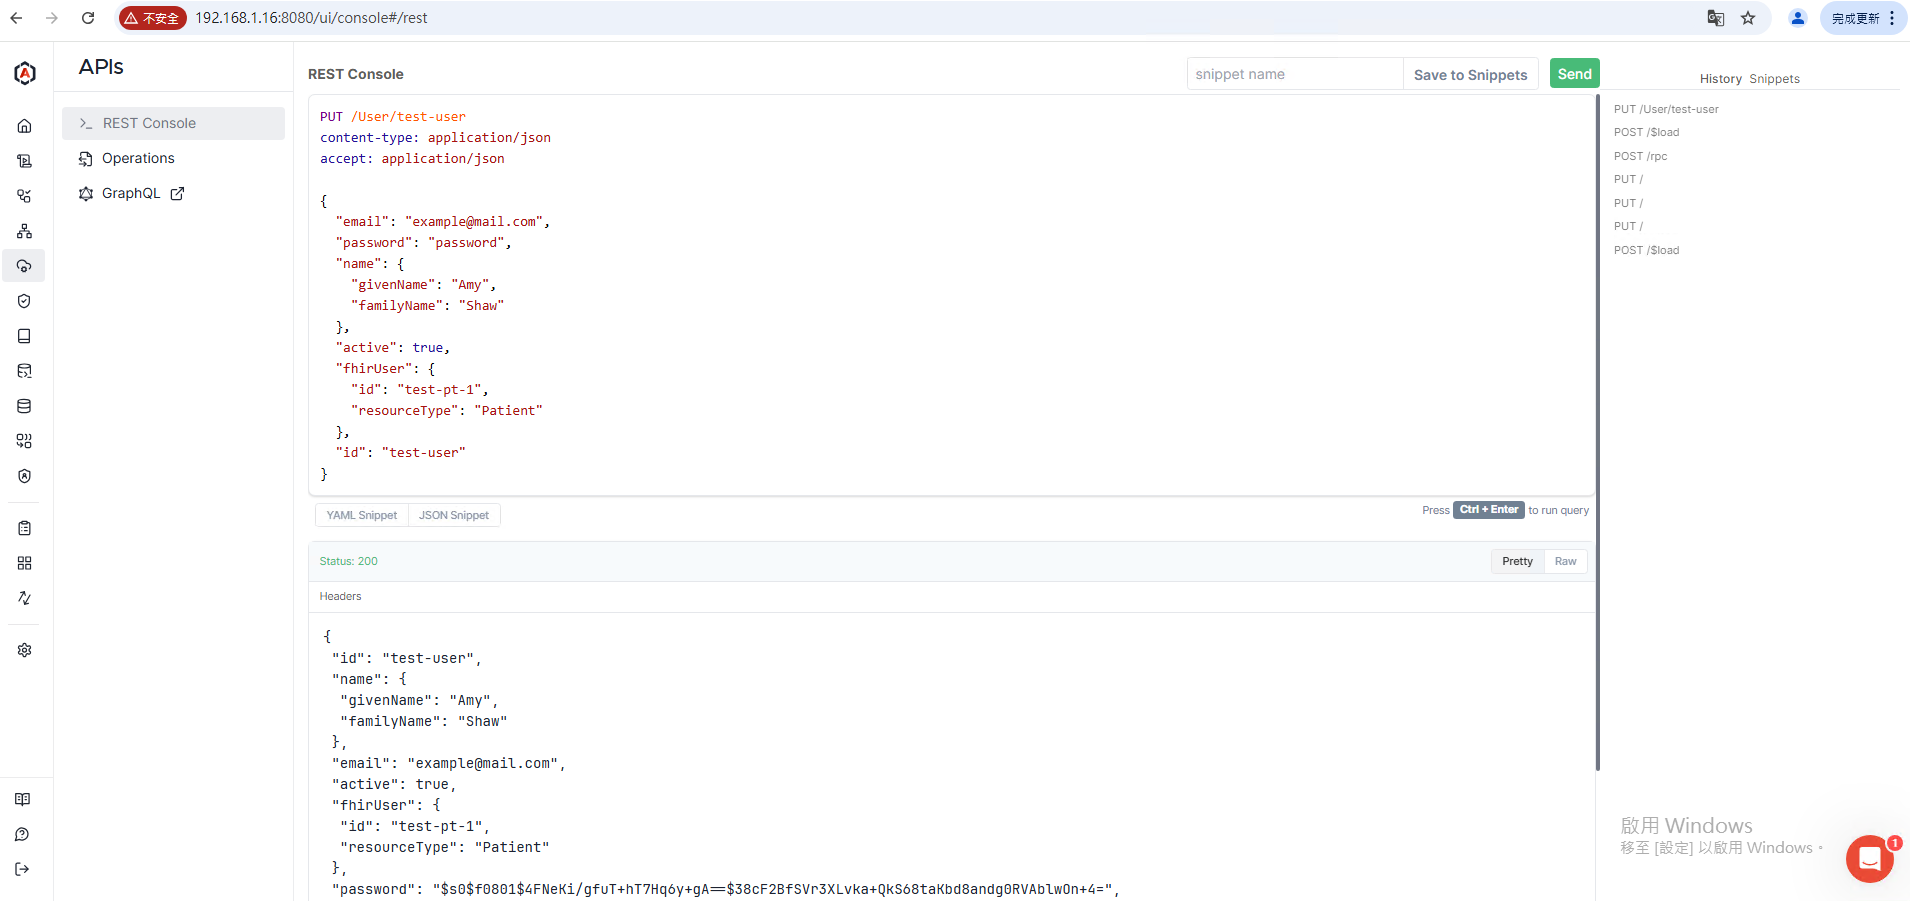 不安全
192.168.1.16:8080/ui/console#/rest
完成更新
APIs
REST Console
Operations
GraphQL
REST Console
snippet name
Save to Snippets
Send
PUT /User/test-user
content-type: application/json
accept: application/json
{
"email": "example@mail.com",
"password": "password",
"name": {
"givenName": "Amy",
"familyName": "Shaw"
},
"active": true,
"fhirUser": {
"id": "test-pt-1",
"resourceType": "Patient"
},
"id": "test-user"
}
YAML Snippet
JSON Snippet
Press Ctrl + Enter to run query
Status: 200
Pretty
Raw
Headers
{
"id": "test-user",
"name": {
"givenName": "Amy",
"familyName": "Shaw"
},
"email": "example@mail.com",
"active": true,
"fhirUser": {
"id": "test-pt-1",
"resourceType": "Patient"
},
"password": "$s0$f0801$4FNeKi/gfuT+hT7Hq6y+gA==$38cF2BfSVr3XLvka+QkS68taKbd8andg0RVAblwOn+4=",
History Snippets
PUT /User/test-user
POST /$load
POST /rpc
PUT /
PUT /
PUT /
POST /$load
啟用 Windows
移至 [設定] 以啟用 Windows。
1